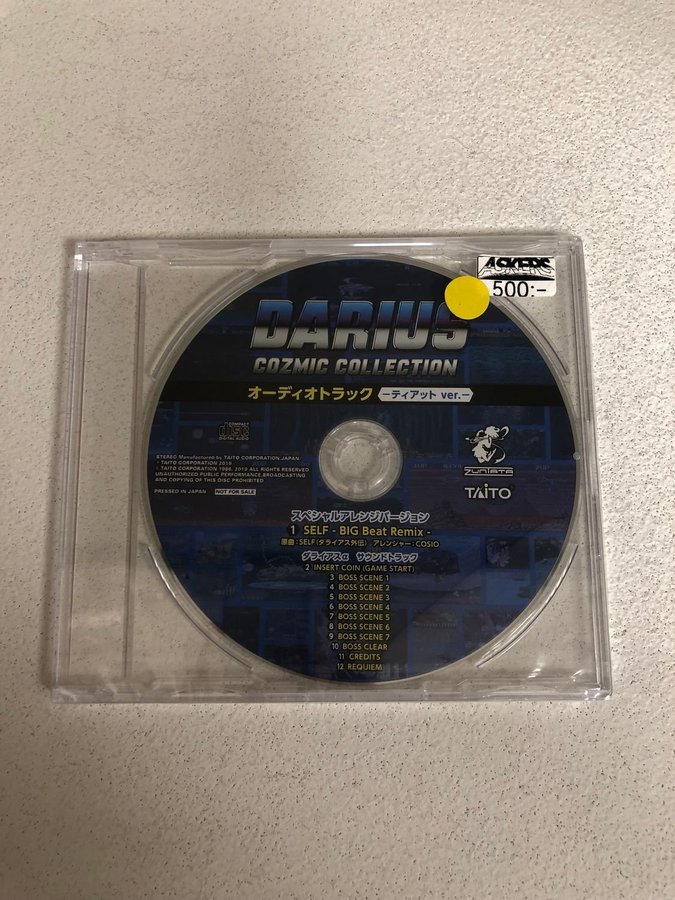 ASKERS
500:-
DARIUS
COZMIC COLLECTION
オーディオトラック -ティアット ver.-
COMPACT
disc
DIGITAL AUDIO
STEREO Manufactured by TAITO CORPORATION,JAPAN
TAITO CORPORATION 2019
© TAITO CORPORATION 1986, 2019 ALL RIGHTS RESERVED
UNAUTHORIZED PUBLIC PERFORMANCE,BROADCASTING
AND COPYING OF THIS DISC PROHIBITED
PRESSED IN JAPAN NOT FOR SALE
ZUNTATA
TAITO
スペシャルアレンジバージョン
1 SELF - BIG Beat Remix -
原曲:SELF(ダライアス外伝) アレンジャー:COSIO
ダライアスα サウンドトラック
2 INSERT COIN (GAME START)
3 BOSS SCENE 1
4 BOSS SCENE 2
5 BOSS SCENE 3
6 BOSS SCENE 4
7 BOSS SCENE 5
8 BOSS SCENE 6
9 BOSS SCENE 7
10 BOSS CLEAR
11 CREDITS
12 REQUIEM